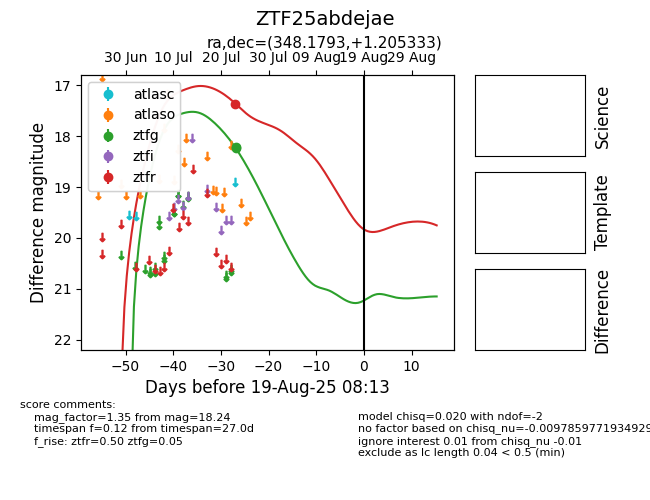 ZTF25abdejae
ra,dec=(348.1793,+1.205333)
30 Jun 10 Jul 20 Jul 30 Jul 09 Aug 19 Aug 29 Aug
17
18
19
20
21
22
Difference magnitude
atlasc
atlaso
ztfg
ztfi
ztfr
−50 −40 −30 −20 −10 0 10
Days before 19-Aug-25 08:13
Science
Template
Difference
score comments:
mag_factor=1.35 from mag=18.24
timespan f=0.12 from timespan=27.0d
f_rise: ztfr=0.50 ztfg=0.05
model chisq=0.020 with ndof=-2
no factor based on chisq_nu=-0.0097859771934929
ignore interest 0.01 from chisq_nu -0.01
exclude as lc length 0.04 < 0.5 (min)